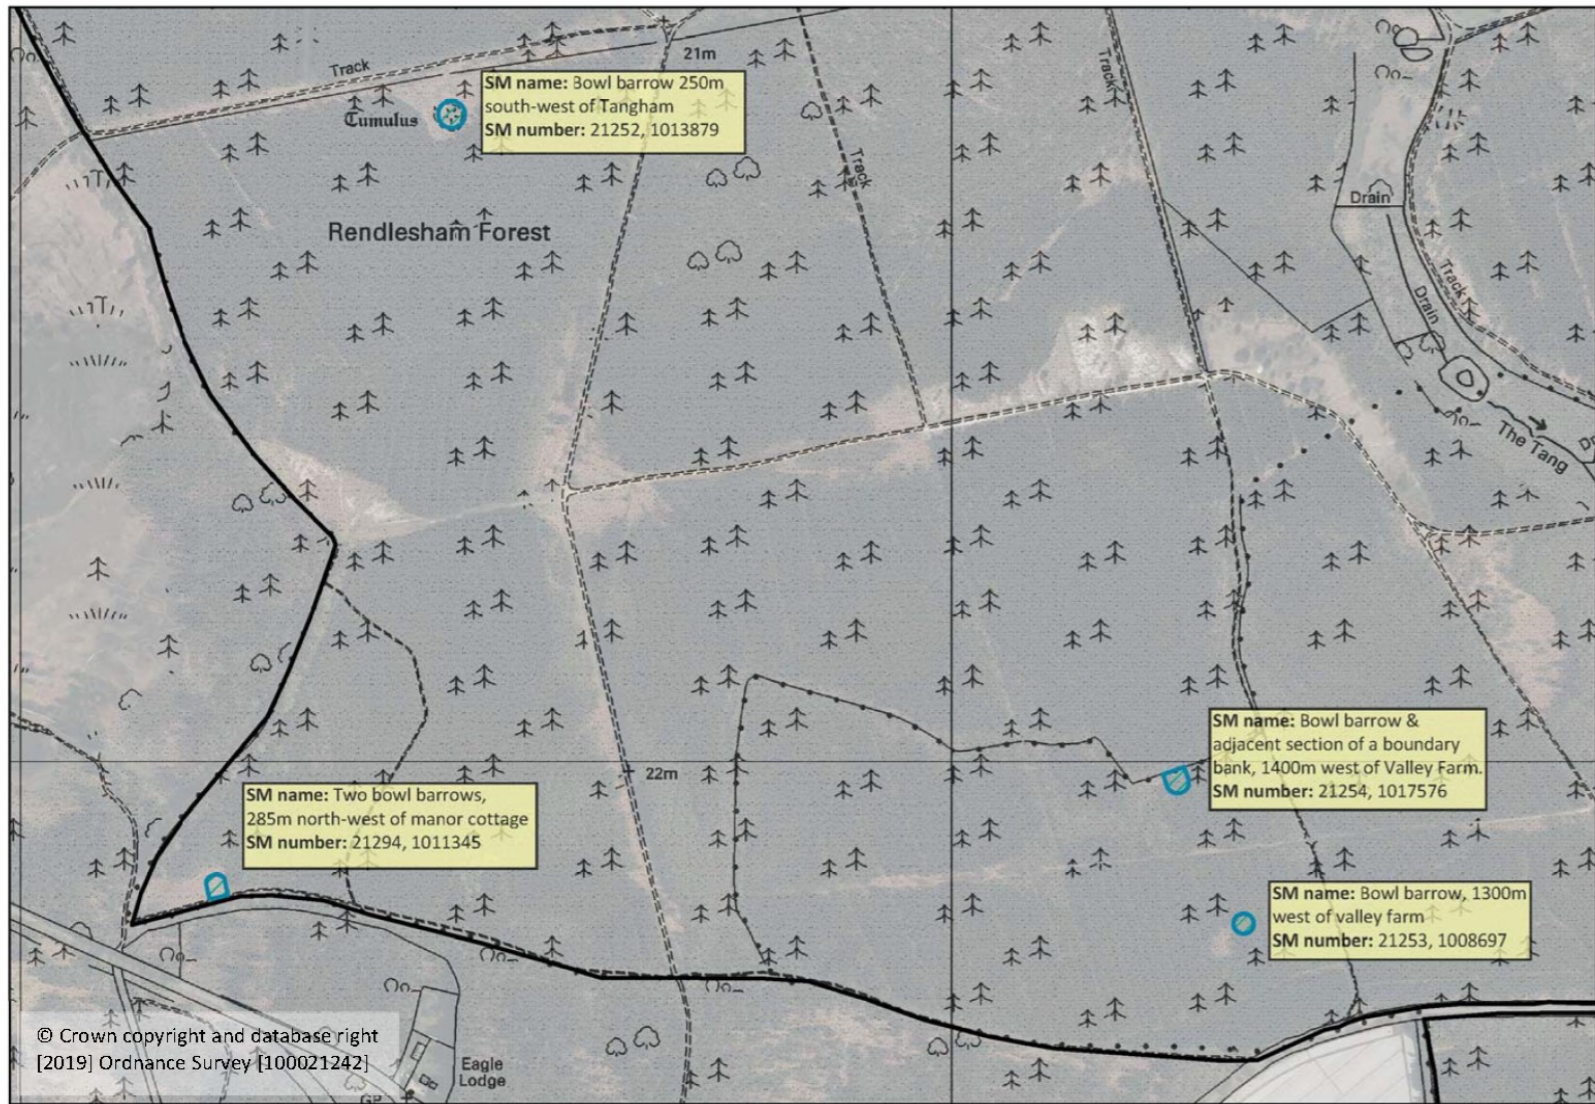 21m
Track
SM name: Bowl barrow 250m
south-west of Tangham
SM number: 21252, 1013879
Tumulus
Track
Track
Drain
Rendlesham Forest
Track
Drain
The Tang
SM name: Bowl barrow &
adjacent section of a boundary
bank, 1400m west of Valley Farm.
SM number: 21254, 1017576
22m
SM name: Two bowl barrows,
285m north-west of manor cottage
SM number: 21294, 1011345
SM name: Bowl barrow, 1300m
west of valley farm
SM number: 21253, 1008697
© Crown copyright and database right
[2019] Ordnance Survey [100021242]
Eagle
Lodge